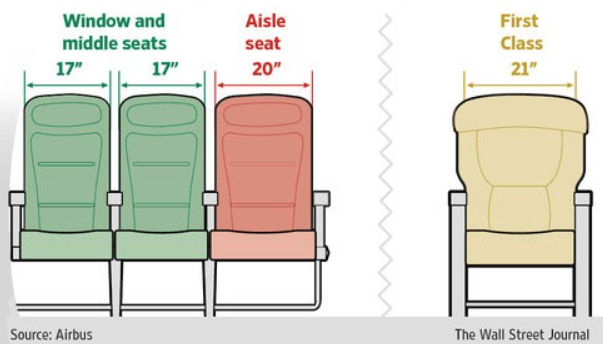 Window and
middle seats
17”
17”
Aisle
seat
20”
First
Class
21”
Source: Airbus
The Wall Street Journal